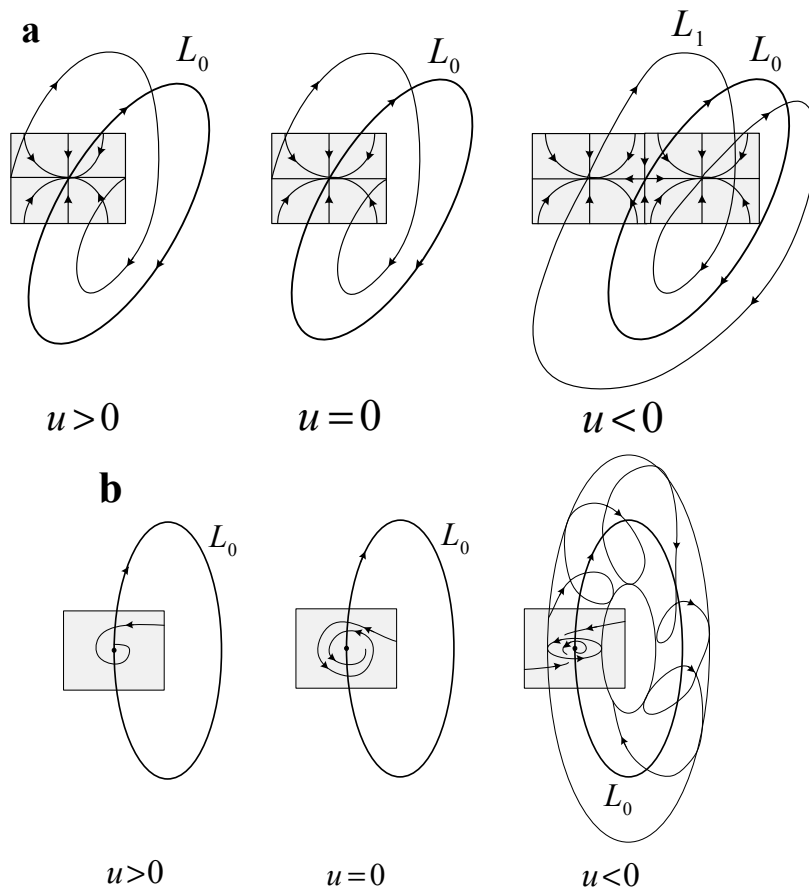 a
L₀
L₀
L₁ L₀
u > 0
u = 0
u < 0
b
L₀
L₀
L₀
u > 0
u = 0
u < 0